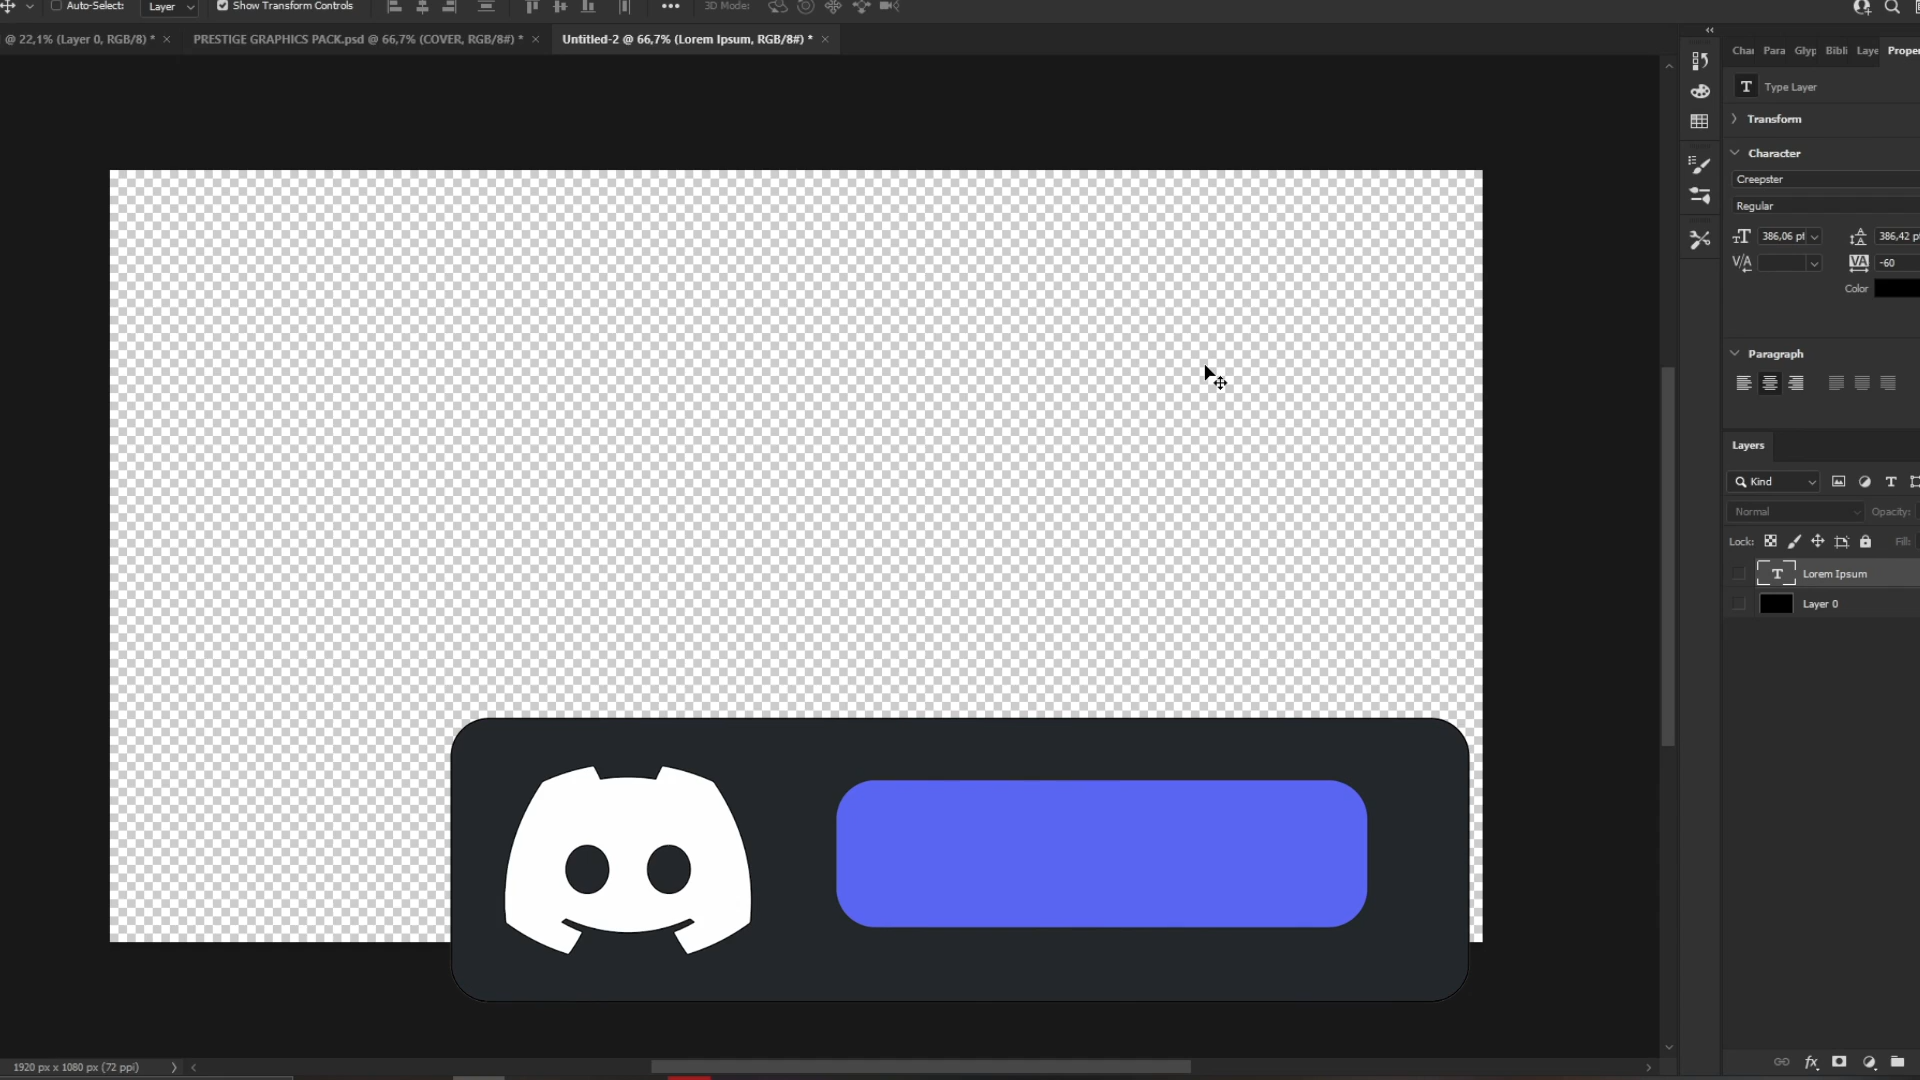 Auto-Select:
Layer
Show Transform Controls
3D Mode:
@ 22,1% (Layer 0, RGB/8) *
PRESTIGE GRAPHICS PACK.psd @ 66,7% (COVER, RGB/8#) *
Untitled-2 @ 66,7% (Lorem Ipsum, RGB/8#) *
Char Para Glyp Bibli Laye Proper
T Type Layer
Transform
Character
Creepster
Regular
386,06 pt
386,42 pt
-60
Color
Paragraph
Layers
Kind
Normal
Opacity:
Lock:
Fill:
T Lorem Ipsum
Layer 0
1920 px x 1080 px (72 ppi)
fx